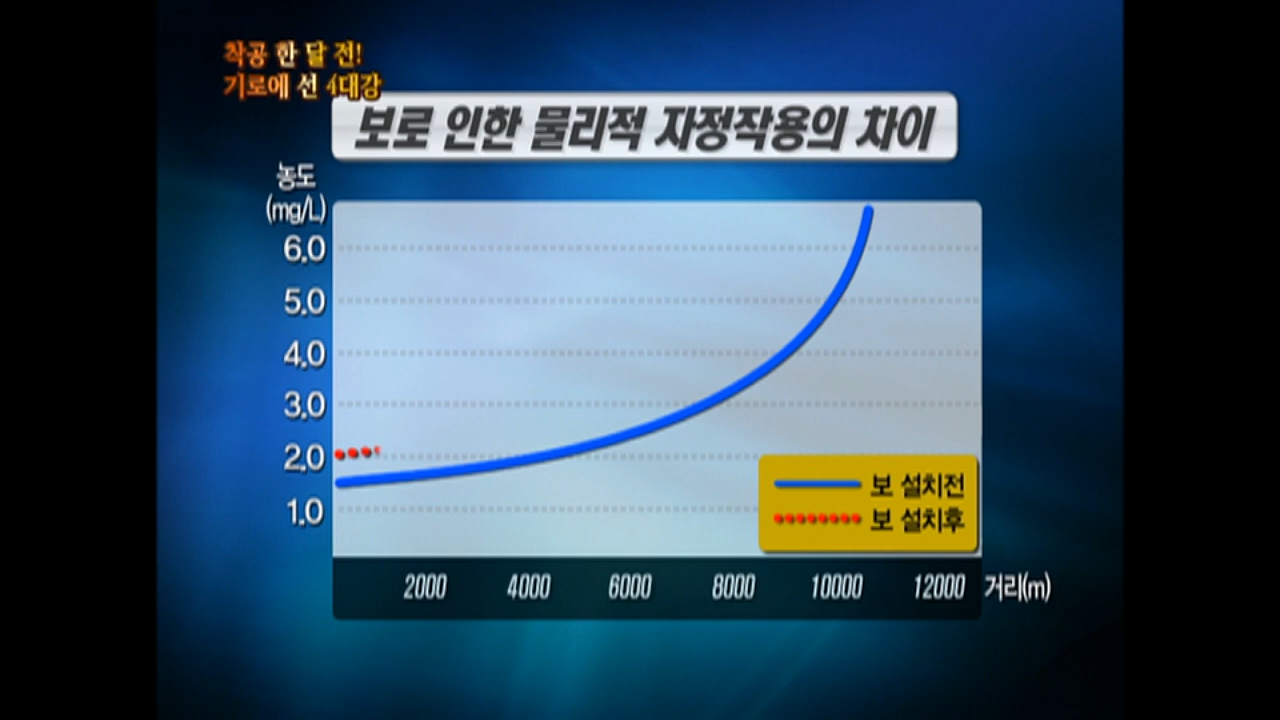 착공 한 달 전!
기로에 선 4대강
보로 인한 물리적 자정작용의 차이
농도
(mg/L)
6.0
5.0
4.0
3.0
2.0
1.0
보 설치전
보 설치후
2000 4000 6000 8000 10000 12000 거리(m)